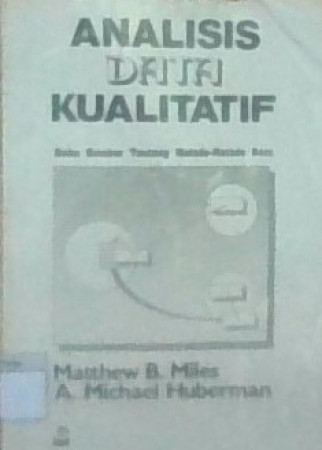 ANALISIS
DATA
KUALITATIF
Buku Sumber Tentang Metode-Metode Baru
Matthew B. Miles
A. Michael Huberman